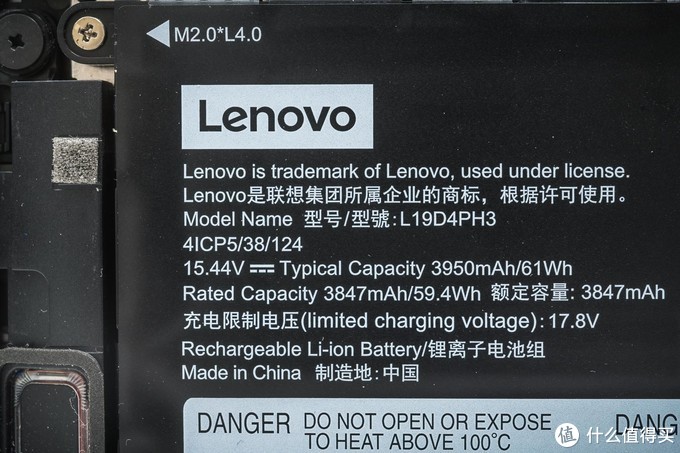 M2.0*L4.0
Lenovo
Lenovo is trademark of Lenovo, used under license.
Lenovo是联想集团所属企业的商标，根据许可使用。
Model Name 型号/型號:L19D4PH3
4ICP5/38/124
15.44V⎓Typical Capacity 3950mAh/61Wh
Rated Capacity 3847mAh/59.4Wh 额定容量: 3847mAh
充电限制电压(limited charging voltage):17.8V
Rechargeable Li-ion Battery/锂离子电池组
Made in China 制造地:中国
DANGER DO NOT OPEN OR EXPOSE DANG
TO HEAT ABOVE 100°C
值 什么值得买